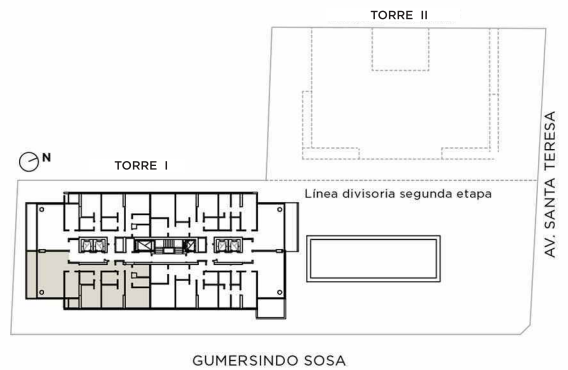 TORRE II
AV. SANTA TERESA
N
TORRE I
Línea divisoria segunda etapa
GUMERSINDO SOSA